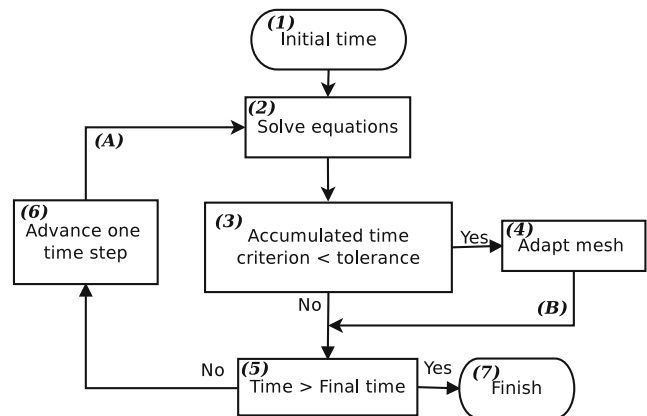 (1)
Initial time
(2)
Solve equations
(A)
(3)
Accumulated time
criterion < tolerance
Yes
(4)
Adapt mesh
(B)
No
(5)
Time > Final time
Yes
(7)
Finish
No
(6)
Advance one
time step